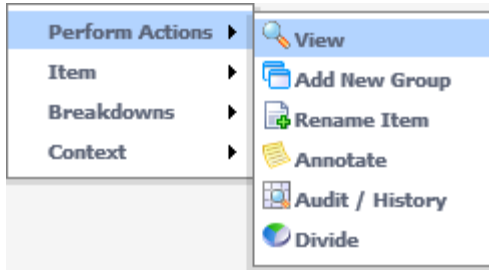 Perform Actions
Item
Breakdowns
Context
View
Add New Group
Rename Item
Annotate
Audit / History
Divide